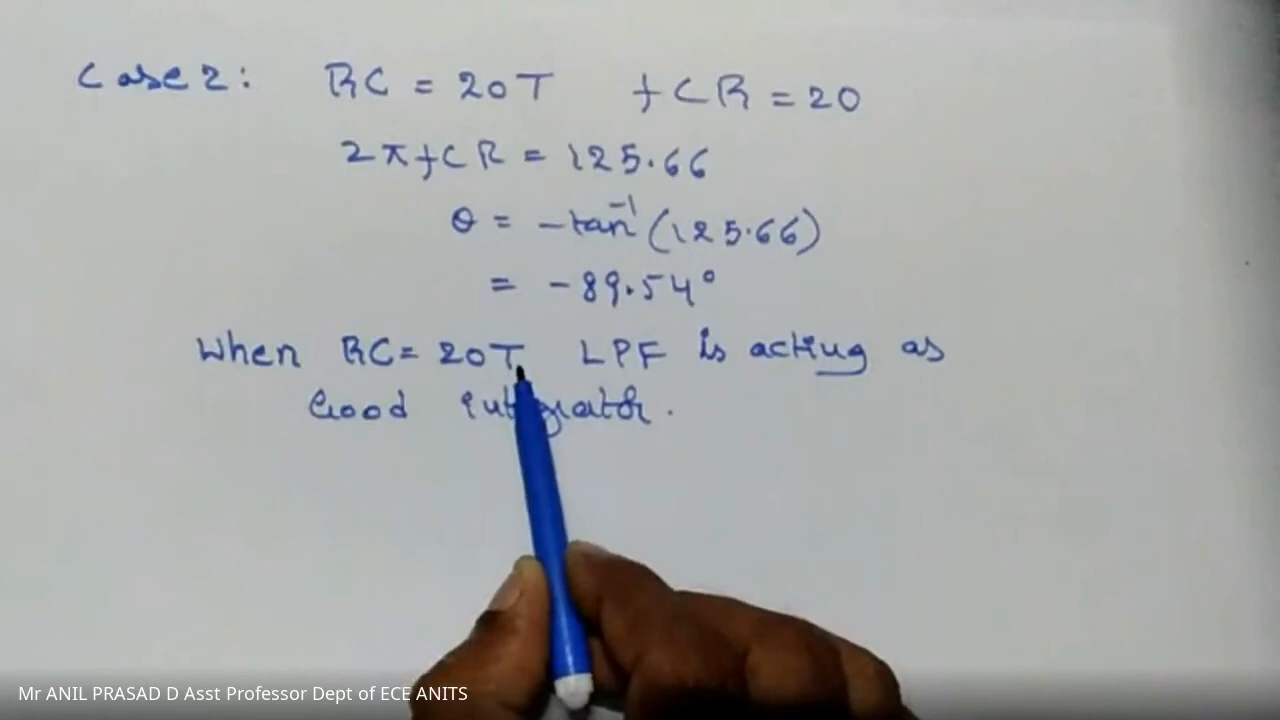 Case 2: RC = 20T fCR = 20
2πfCR = 125.66
θ = -tan⁻¹(125.66)
= -89.54°
When RC = 20T LPF is acting as
Good integrator.
Mr ANIL PRASAD D Asst Professor Dept of ECE ANITS